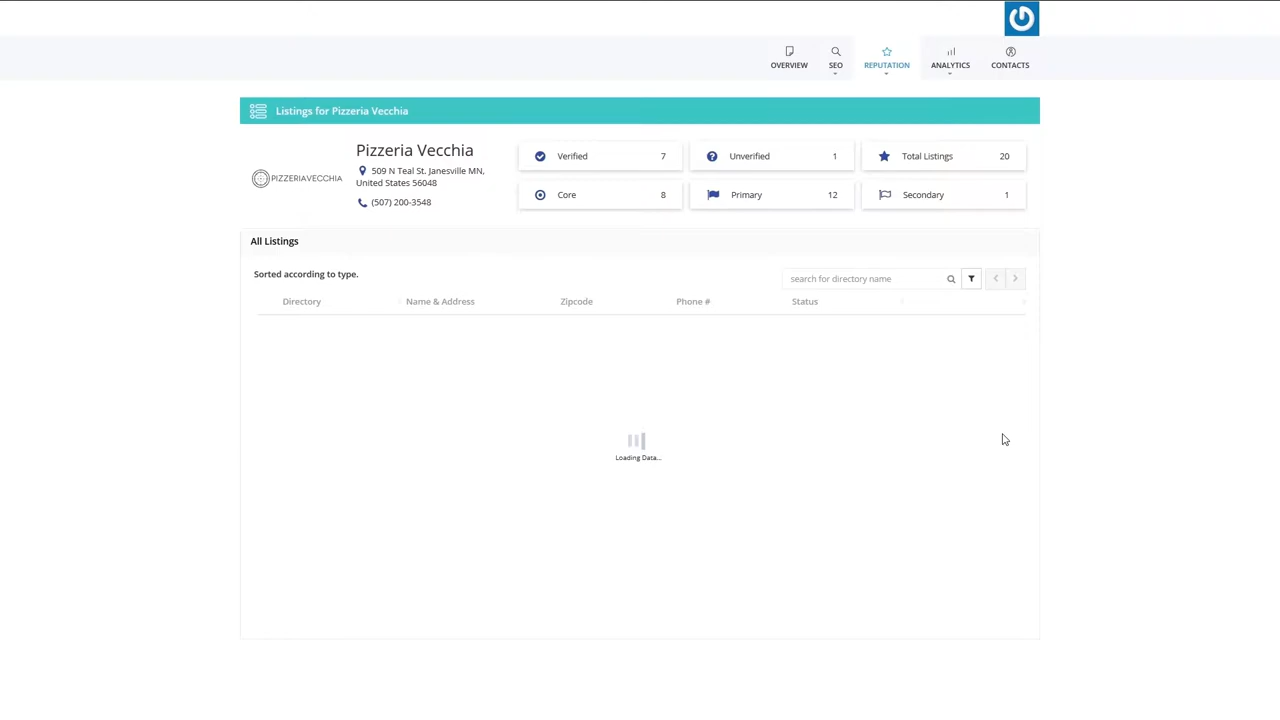 OVERVIEW
SEO
REPUTATION
ANALYTICS
CONTACTS
Listings for Pizzeria Vecchia
PIZZERIAVECCHIA
Pizzeria Vecchia
509 N Teal St. Janesville MN,
United States 56048
(507) 200-3548
Verified 7
Unverified 1
Total Listings 20
Core 8
Primary 12
Secondary 1
All Listings
Sorted according to type.
search for directory name
Directory
Name & Address
Zipcode
Phone #
Status
Loading Data...